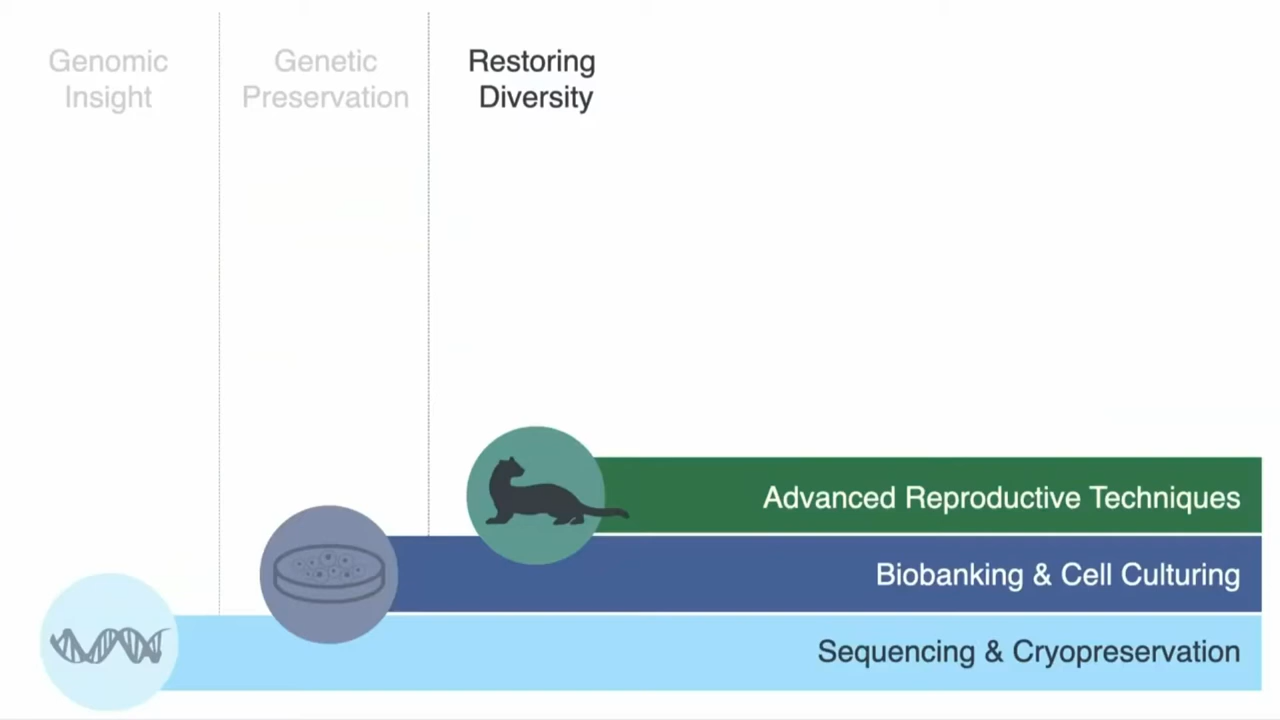 Genomic
Insight
Genetic
Preservation
Restoring
Diversity
Advanced Reproductive Techniques
Biobanking & Cell Culturing
Sequencing & Cryopreservation